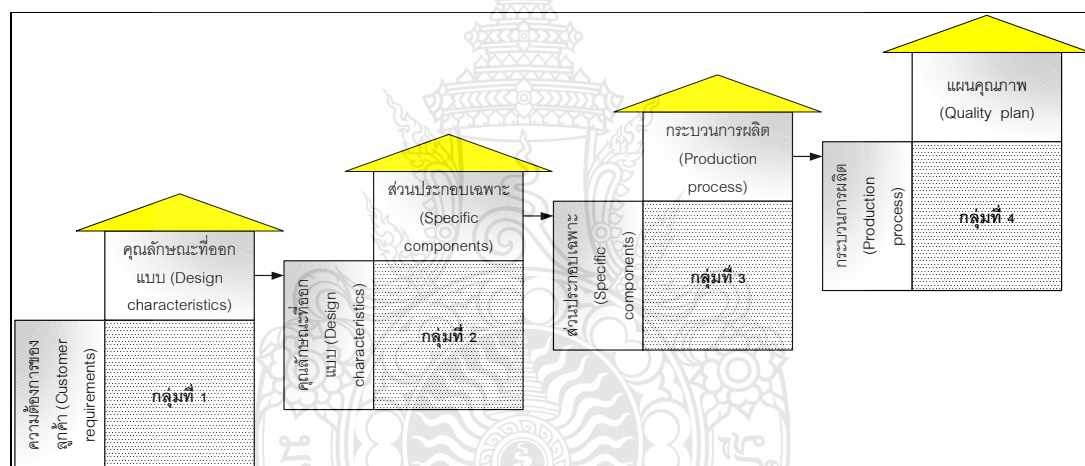 คุณลักษณะที่ออก
แบบ (Design
characteristics)
ความต้องการของ
ลูกค้า (Customer
requirements)
กลุ่มที่ 1
ส่วนประกอบเฉพาะ
(Specific
components)
คุณลักษณะที่ออก
แบบ (Design
characteristics)
กลุ่มที่ 2
กระบวนการผลิต
(Production
process)
ส่วนประกอบเฉพาะ
(Specific
components)
กลุ่มที่ 3
แผนคุณภาพ
(Quality plan)
กระบวนการผลิต
(Production
process)
กลุ่มที่ 4